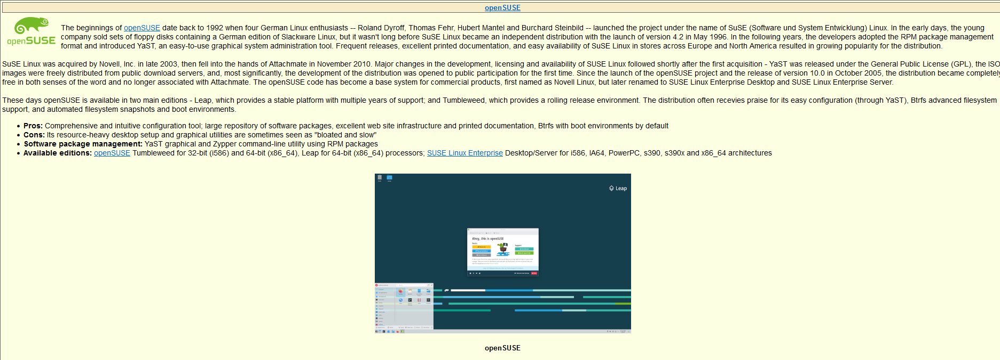 openSUSE
openSUSE
The beginnings of openSUSE date back to 1992 when four German Linux enthusiasts -- Roland Dyroff, Thomas Fehr, Hubert Mantel and Burchard Steinbild -- launched the project under the name of SuSE (Software und System Entwicklung) Linux. In the early days, the young
company sold sets of floppy disks containing a German edition of Slackware Linux, but it wasn't long before SuSE Linux became an independent distribution with the launch of version 4.2 in May 1996. In the following years, the developers adopted the RPM package management
format and introduced YaST, an easy-to-use graphical system administration tool. Frequent releases, excellent printed documentation, and easy availability of SuSE Linux in stores across Europe and North America resulted in growing popularity for the distribution.
SuSE Linux was acquired by Novell, Inc. in late 2003, then fell into the hands of Attachmate in November 2010. Major changes in the development, licensing and availability of SUSE Linux followed shortly after the first acquisition - YaST was released under the General Public License (GPL), the ISO
images were freely distributed from public download servers, and, most significantly, the development of the distribution was opened to public participation for the first time. Since the launch of the openSUSE project and the release of version 10.0 in October 2005, the distribution became completely
free in both senses of the word and no longer associated with Attachmate. The openSUSE code has become a base system for commercial products, first named as Novell Linux, but later renamed to SUSE Linux Enterprise Desktop and SUSE Linux Enterprise Server.
These days openSUSE is available in two main editions - Leap, which provides a stable platform with multiple years of support; and Tumbleweed, which provides a rolling release environment. The distribution often recevies praise for its easy configuration (through YaST), Btrfs advanced filesystem
support, and automated filesystem snapshots and boot environments.
• Pros: Comprehensive and intuitive configuration tool; large repository of software packages, excellent web site infrastructure and printed documentation, Btrfs with boot environments by default
• Cons: Its resource-heavy desktop setup and graphical utilities are sometimes seen as "bloated and slow"
• Software package management: YaST graphical and Zypper command-line utility using RPM packages
• Available editions: openSUSE Tumbleweed for 32-bit (i586) and 64-bit (x86_64), Leap for 64-bit (x86_64) processors; SUSE Linux Enterprise Desktop/Server for i586, IA64, PowerPC, s390, s390x and x86_64 architectures
Leap
Ahoy, this is openSUSE
Basics
Support
openSUSE